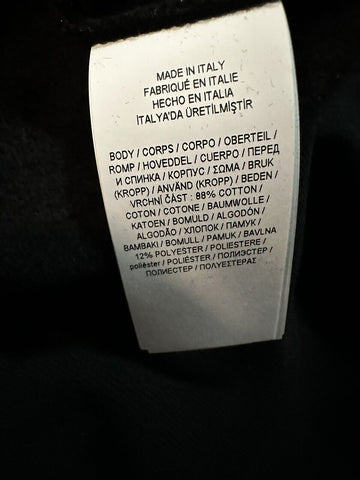 MADE IN ITALY
FABRIQUÉ EN ITALIE
HECHO EN ITALIA
İTALYA'DA ÜRETİLMİŞTİR
BODY / CORPS / CORPO / OBERTEIL /
ROMP / HOVEDDEL / CUERPO / ПЕРЕД
И СПИНКА / КОРПУС / ΣΩΜΑ / BRUK
(KROPP) / ANVÄND (KROPP) / BEDEN /
VRCHNÍ ČÁST : 88% COTTON /
COTON / COTONE / BAUMWOLLE /
KATOEN / BOMULD / ALGODÓN /
ALGODÃO / ХЛОПОК / ПАМУК /
BAMBAKI / BOMULL / PAMUK / BAVLNA
12% POLYESTER / POLIESTERE /
poliéster / POLIÉSTER / ПОЛИЭСТЕР /
ПОЛИЕСТЕР / ΠΟΛΥΕΣΤΕΡΑΣ